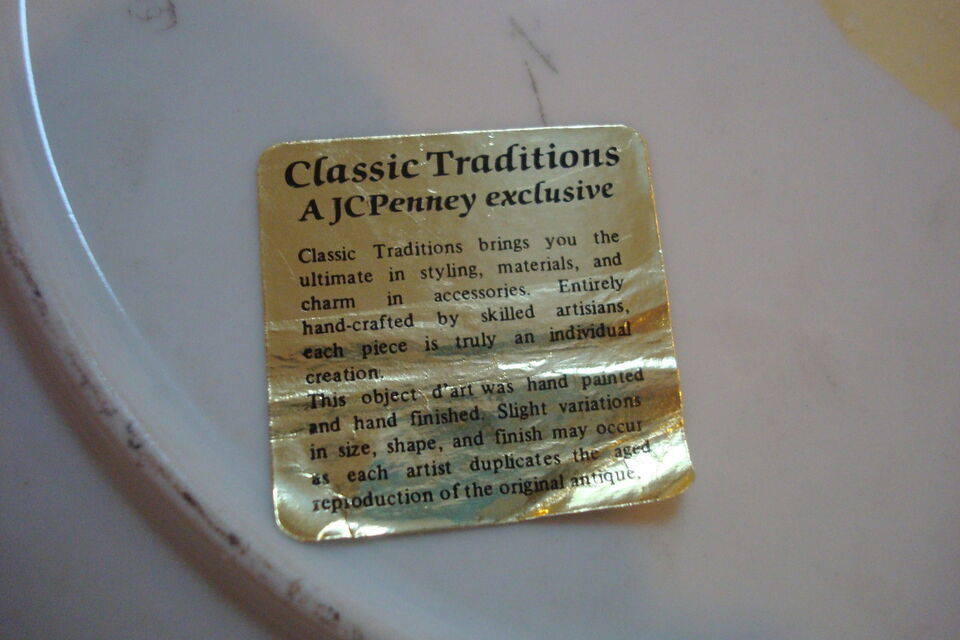 Classic Traditions
A JCPenney exclusive
Classic Traditions brings you the
ultimate in styling, materials, and
charm in accessories. Entirely
hand-crafted by skilled artisians,
each piece is truly an individual
creation.
This object d'art was hand painted
and hand finished. Slight variations
in size, shape, and finish may occur
as each artist duplicates the aged
reproduction of the original antique.